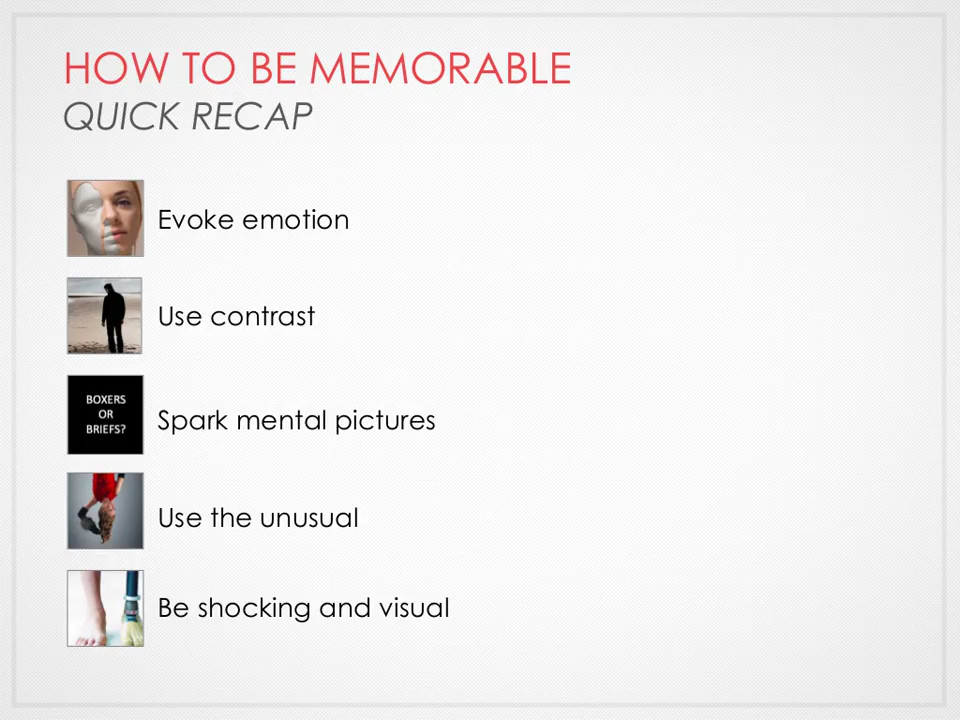 HOW TO BE MEMORABLE
QUICK RECAP
Evoke emotion
Use contrast
BOXERS
OR
BRIEFS?
Spark mental pictures
Use the unusual
Be shocking and visual